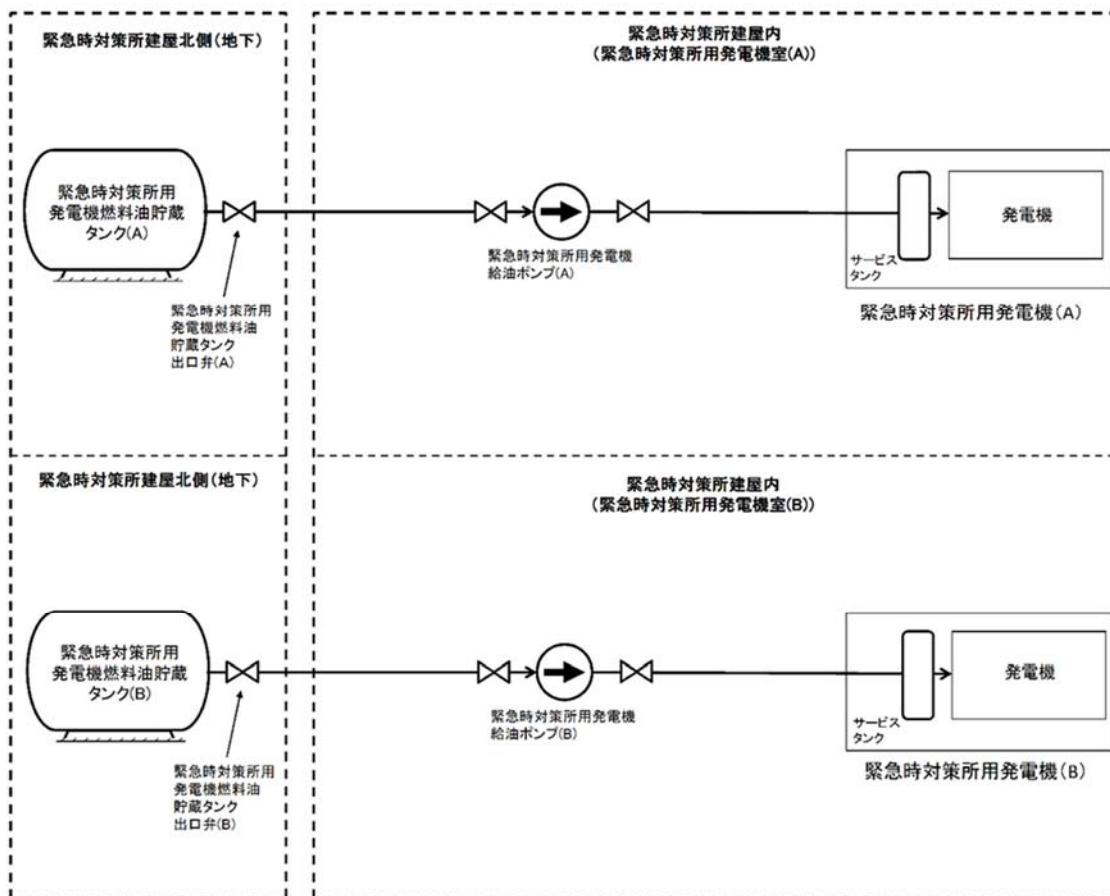 緊急時対策所建屋北側(地下)
緊急時対策所建屋内
(緊急時対策所用発電機室(A))
緊急時対策所用
発電機燃料油貯蔵
タンク(A)
緊急時対策所用
発電機燃料油
貯蔵タンク
出口弁(A)
緊急時対策所用発電機
給油ポンプ(A)
サービス
タンク
発電機
緊急時対策所用発電機(A)
緊急時対策所建屋北側(地下)
緊急時対策所建屋内
(緊急時対策所用発電機室(B))
緊急時対策所用
発電機燃料油貯蔵
タンク(B)
緊急時対策所用
発電機燃料油
貯蔵タンク
出口弁(B)
緊急時対策所用発電機
給油ポンプ(B)
サービス
タンク
発電機
緊急時対策所用発電機(B)